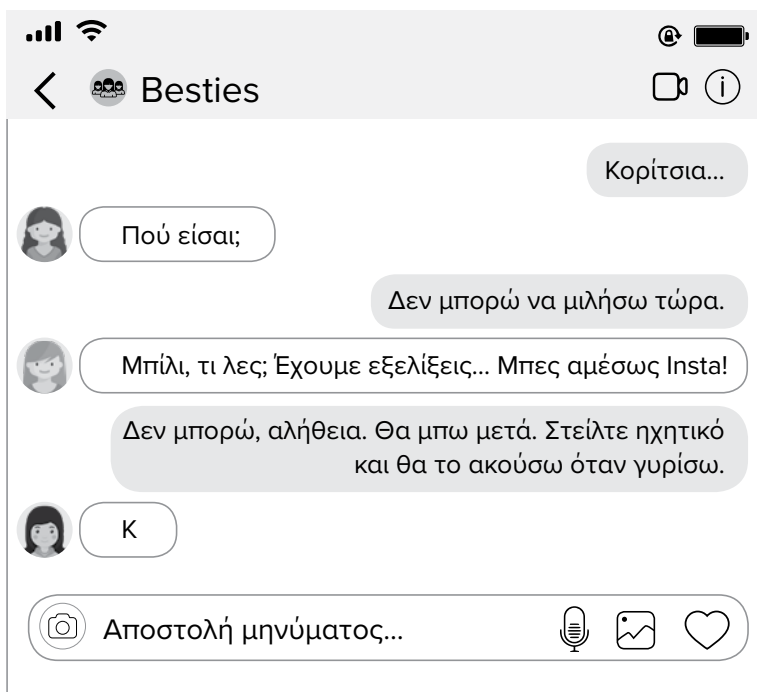 Besties
Κορίτσια...
Πού είσαι;
Δεν μπορώ να μιλήσω τώρα.
Μπίλι, τι λες; Έχουμε εξελίξεις... Μπες αμέσως Insta!
Δεν μπορώ, αλήθεια. Θα μπω μετά. Στείλτε ηχητικό
και θα το ακούσω όταν γυρίσω.
Κ
Αποστολή μηνύματος...